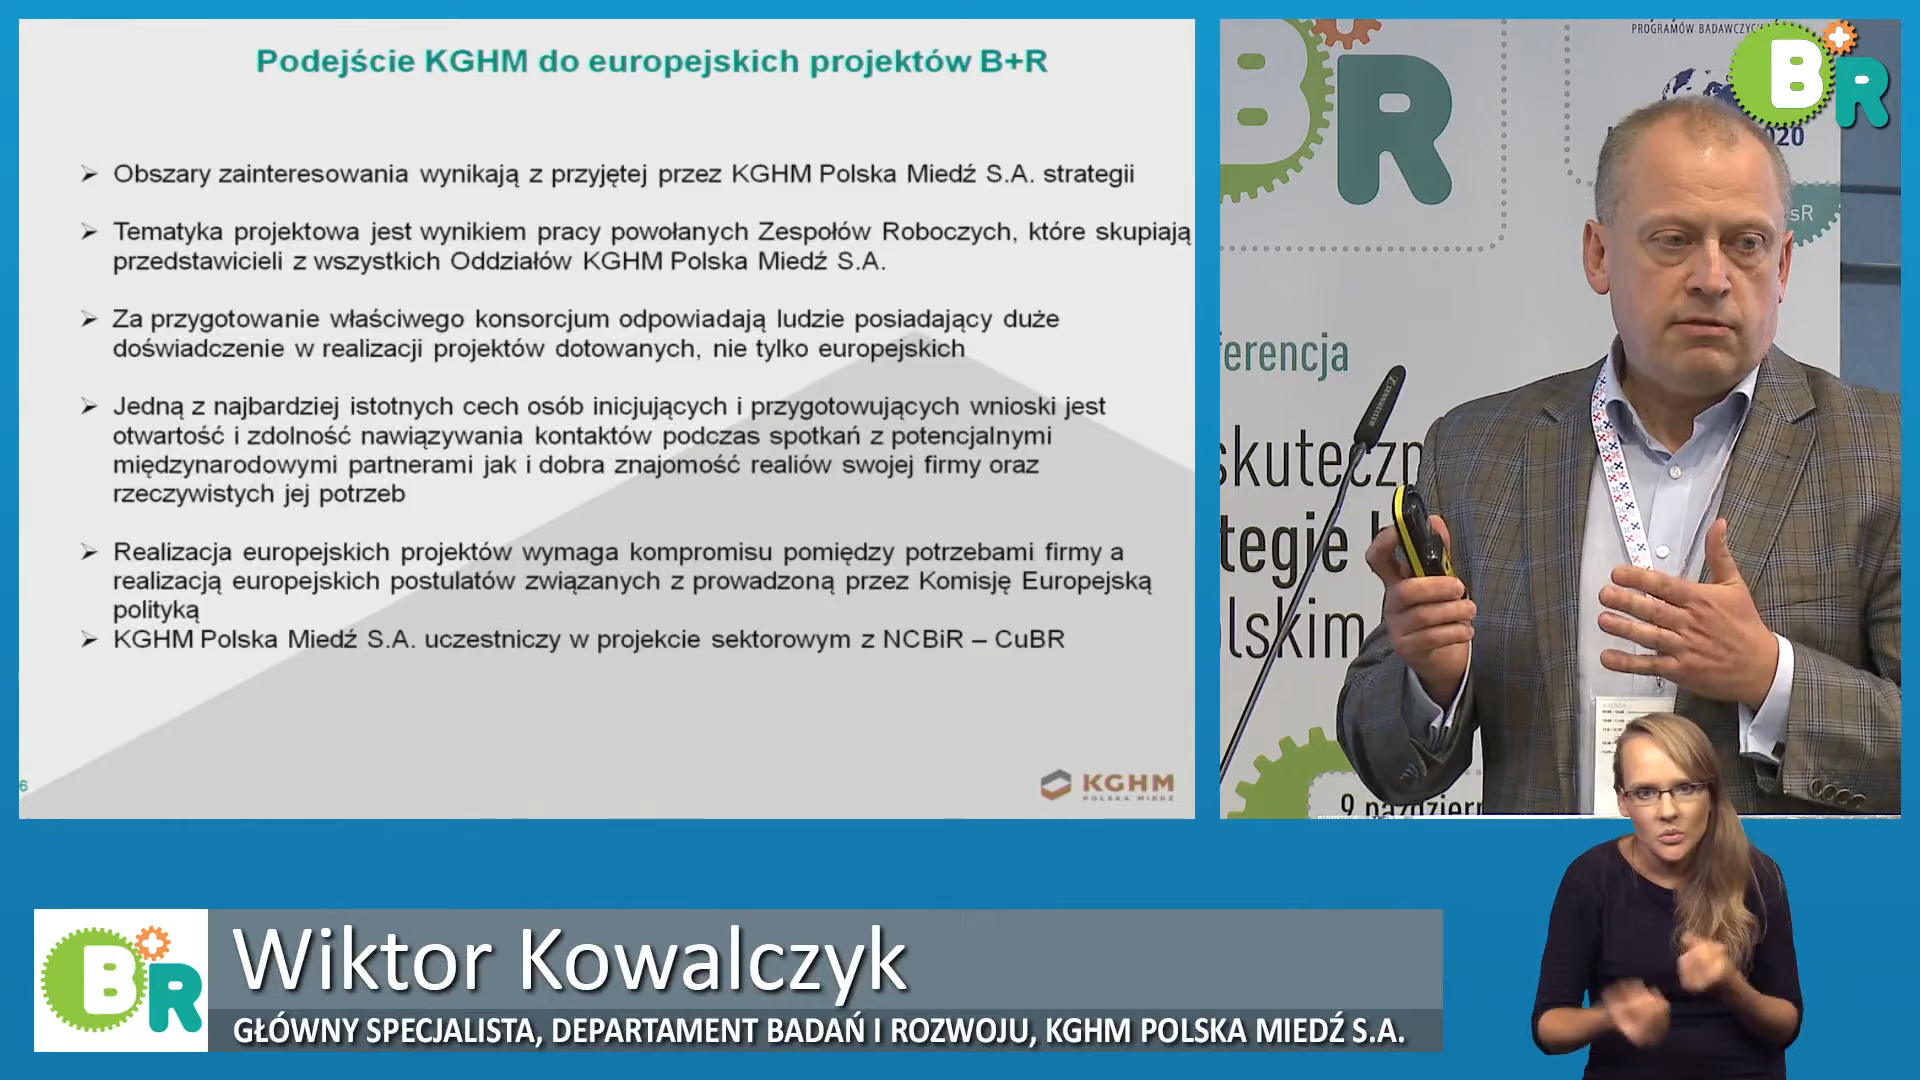 Podejście KGHM do europejskich projektów B+R
➢ Obszary zainteresowania wynikają z przyjętej przez KGHM Polska Miedź S.A. strategii
➢ Tematyka projektowa jest wynikiem pracy powołanych Zespołów Roboczych, które skupiają
przedstawicieli z wszystkich Oddziałów KGHM Polska Miedź S.A.
➢ Za przygotowanie właściwego konsorcjum odpowiadają ludzie posiadający duże
doświadczenie w realizacji projektów dotowanych, nie tylko europejskich
➢ Jedną z najbardziej istotnych cech osób inicjujących i przygotowujących wnioski jest
otwartość i zdolność nawiązywania kontaktów podczas spotkań z potencjalnymi
międzynarodowymi partnerami jak i dobra znajomość realiów swojej firmy oraz
rzeczywistych jej potrzeb
➢ Realizacja europejskich projektów wymaga kompromisu pomiędzy potrzebami firmy a
realizacją europejskich postulatów związanych z prowadzoną przez Komisję Europejską
polityką
➢ KGHM Polska Miedź S.A. uczestniczy w projekcie sektorowym z NCBiR – CuBR
6
KGHM
POLSKA MIEDŹ
PROGRAMÓW BADAWCZYCH
B+R
B R
20
sR
ferencja
skuteczn
tegie
lskim
9 październ
SENNHEISER
AGENDA
B+R
Wiktor Kowalczyk
GŁÓWNY SPECJALISTA, DEPARTAMENT BADAŃ I ROZWOJU, KGHM POLSKA MIEDŹ S.A.